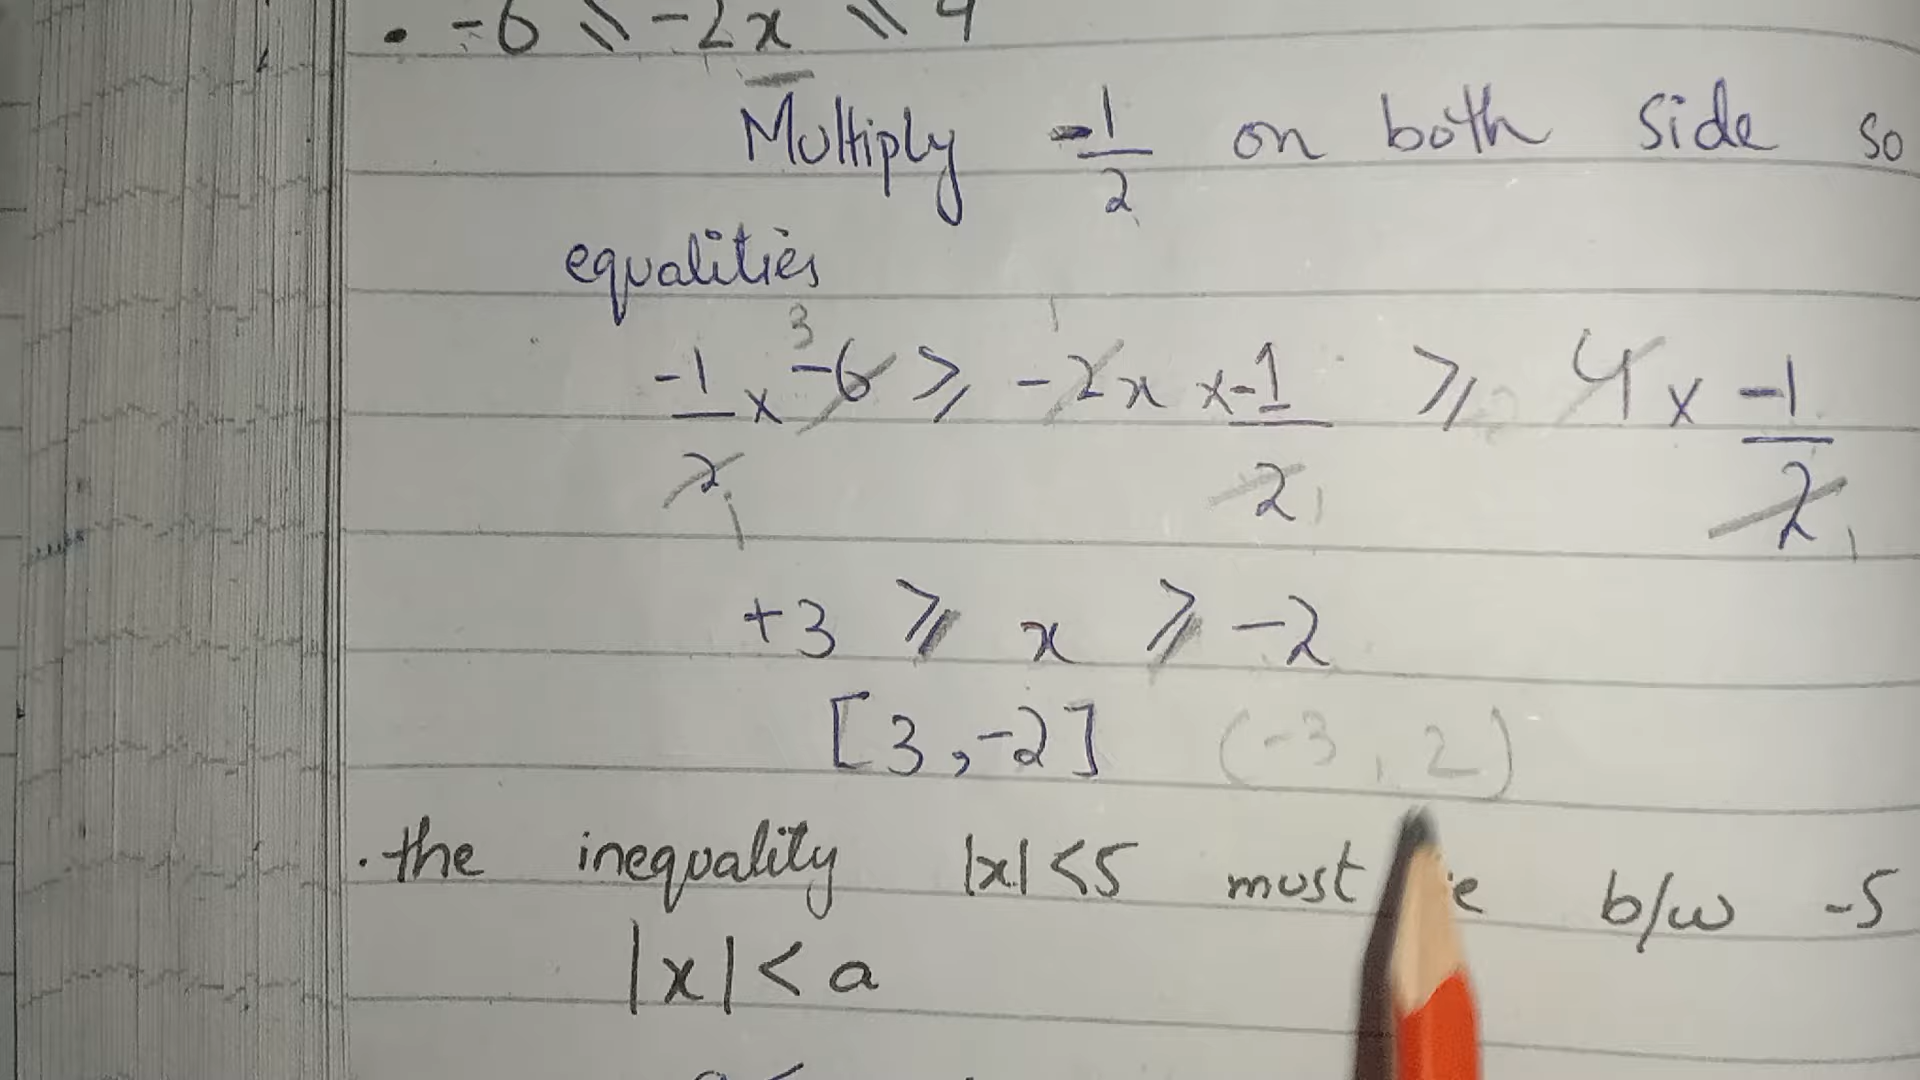 • -6 ⩽ -2x ⩽ 4
Multiply -1/2 on both side so
equalities
-1/2 x -6 ⩾ -2x x -1/2 ⩾ 4 x -1/2
+3 ⩾ x ⩾ -2
[3, -2] (-3, 2)
. the inequality |x| < 5 must b/w -5
|x| < a